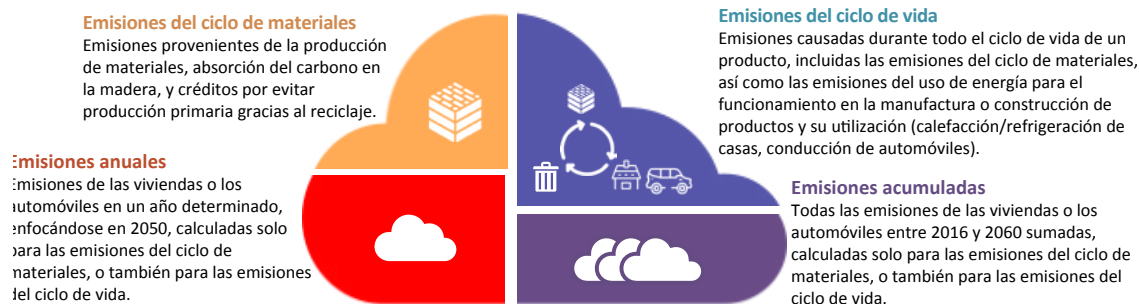 Emisiones del ciclo de materiales
Emisiones provenientes de la producción
de materiales, absorción del carbono en
la madera, y créditos por evitar
producción primaria gracias al reciclaje.
Emisiones anuales
Emisiones de las viviendas o los
automóviles en un año determinado,
enfocándose en 2050, calculadas solo
para las emisiones del ciclo de
materiales, o también para las emisiones
del ciclo de vida.
Emisiones del ciclo de vida
Emisiones causadas durante todo el ciclo de vida de un
producto, incluidas las emisiones del ciclo de materiales,
así como las emisiones del uso de energía para el
funcionamiento en la manufactura o construcción de
productos y su utilización (calefacción/refrigeración de
casas, conducción de automóviles).
Emisiones acumuladas
Todas las emisiones de las viviendas o los
automóviles entre 2016 y 2060 sumadas,
calculadas solo para las emisiones del ciclo de
materiales, o también para las emisiones del
ciclo de vida.